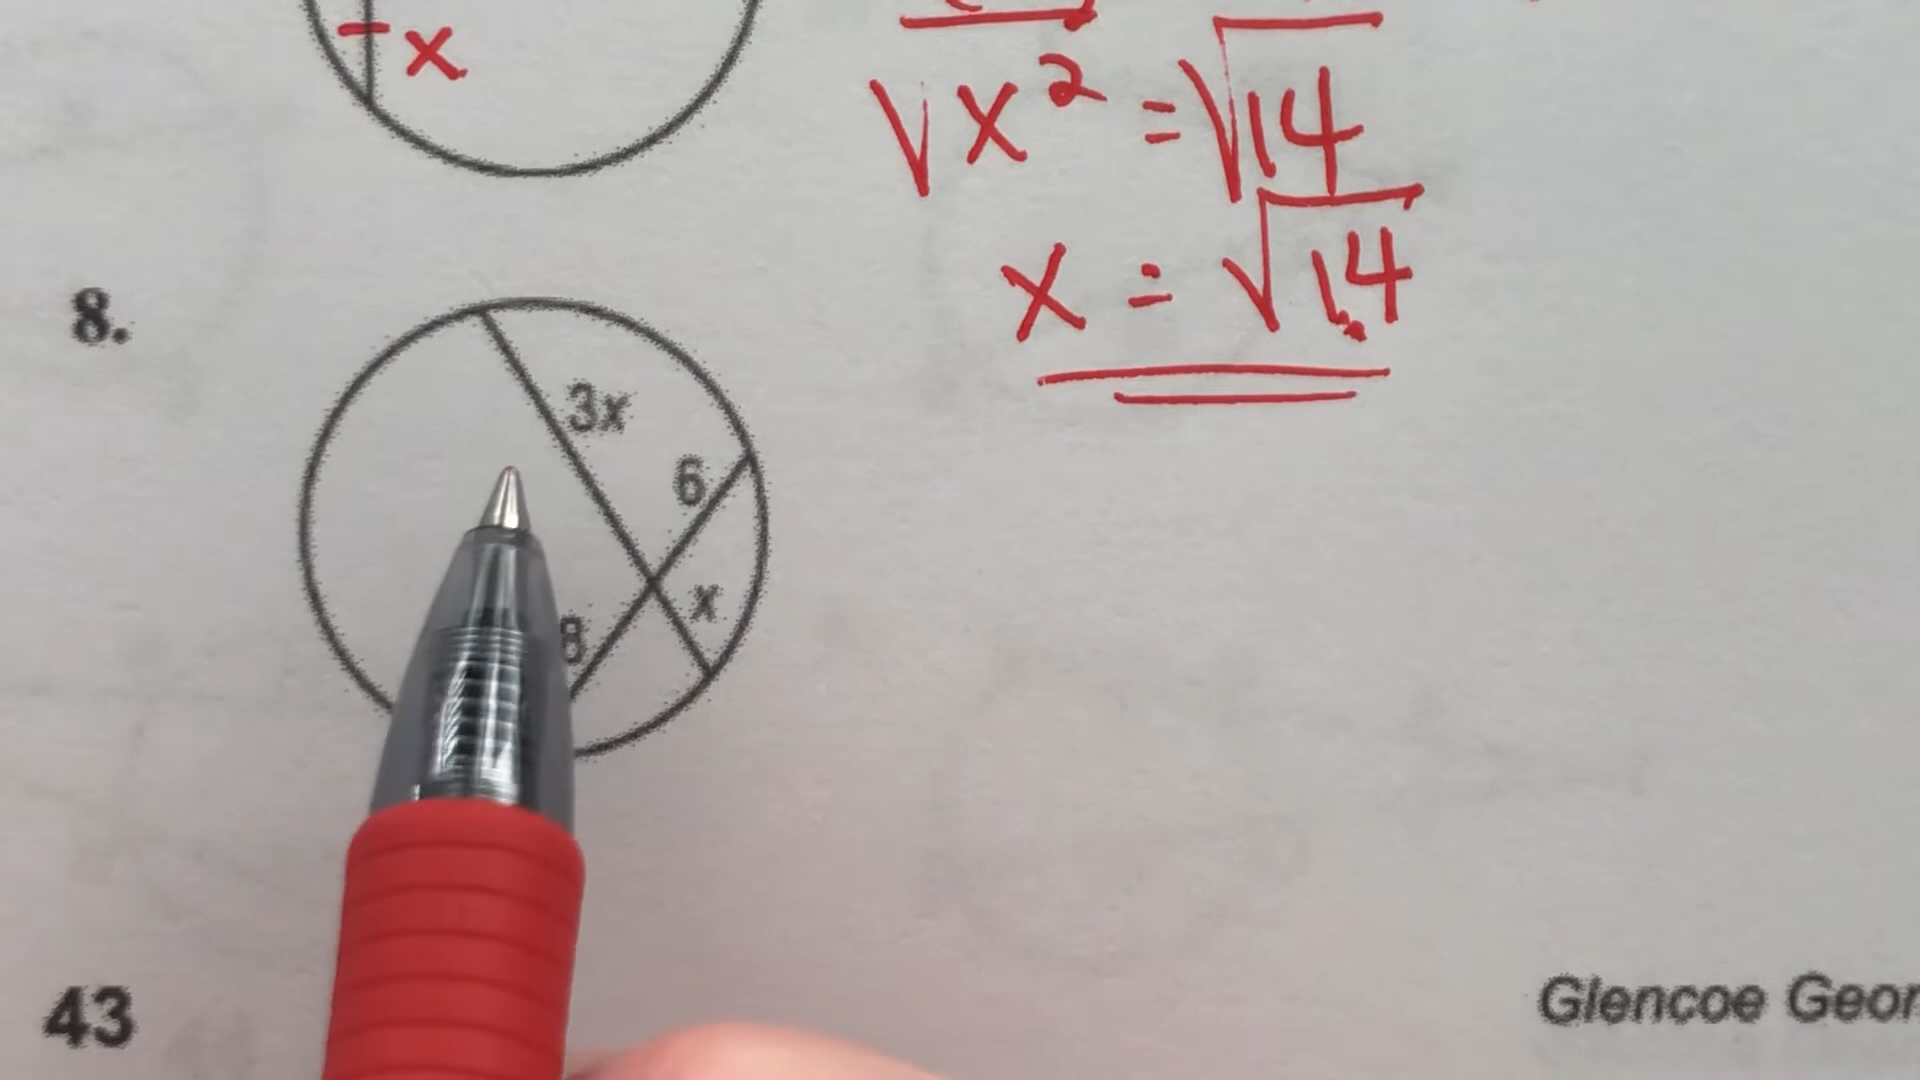 x
√x² = √14
x = √14
8.
3x
6
x
8
43
Glencoe Geor